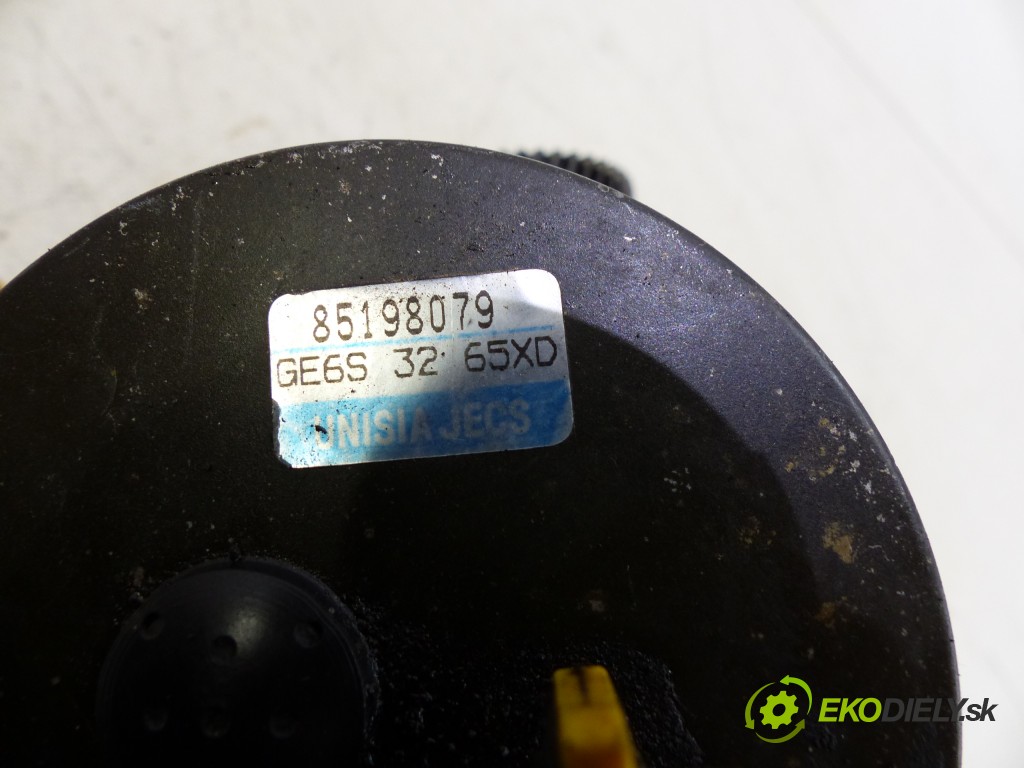 85198079
GE6S 32 65XD
UNISIA JECS
EKODIELY.sk